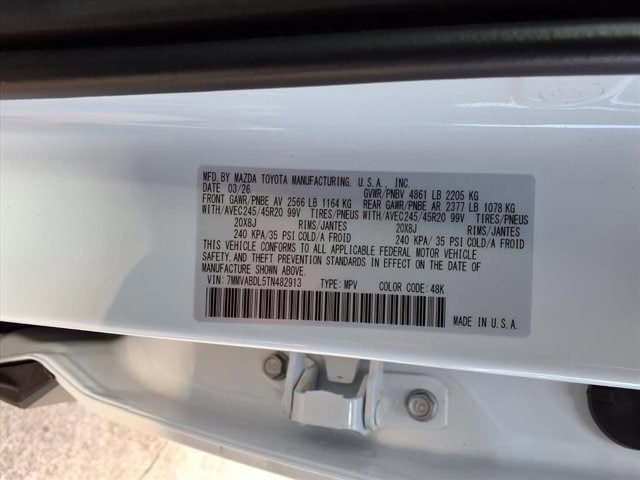 MFD. BY MAZDA TOYOTA MANUFACTURING, U.S.A., INC.
DATE 03/26 GVWR/PNBV 4861 LB 2205 KG
FRONT GAWR/PNBE AV 2566 LB 1164 KG REAR GAWR/PNBE AR 2377 LB 1078 KG
WITH/AVEC245/45R20 99V TIRES/PNEUS WITH/AVEC245/45R20 99V TIRES/PNEUS
20X8J RIMS/JANTES 20X8J RIMS/JANTES
240 KPA/35 PSI COLD/A FROID 240 KPA/ 35 PSI COLD/A FROID
THIS VEHICLE CONFORMS TO ALL APPLICABLE FEDERAL MOTOR VEHICLE
SAFETY, AND THEFT PREVENTION STANDARDS IN EFFECT ON THE DATE OF
MANUFACTURE SHOWN ABOVE.
VIN: 7MMVABDL5TN482913 TYPE: MPV COLOR CODE: 48K
MADE IN U.S.A.